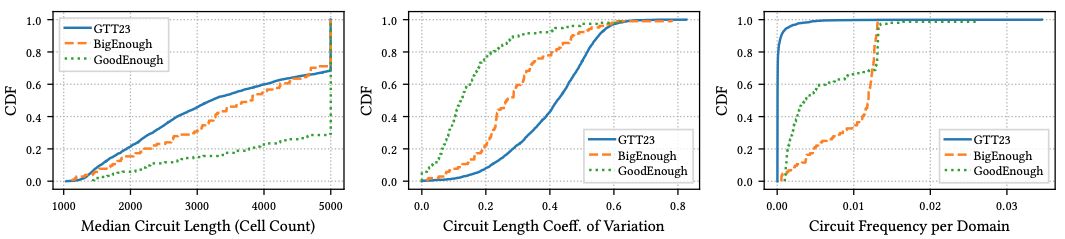 CDF
1.0
0.8
0.6
0.4
0.2
0.0
GTT23
BigEnough
GoodEnough
1000 2000 3000 4000 5000
Median Circuit Length (Cell Count)
CDF
1.0
0.8
0.6
0.4
0.2
0.0
GTT23
BigEnough
GoodEnough
0.0 0.2 0.4 0.6 0.8
Circuit Length Coeff. of Variation
CDF
1.0
0.8
0.6
0.4
0.2
0.0
GTT23
BigEnough
GoodEnough
0.00 0.01 0.02 0.03
Circuit Frequency per Domain